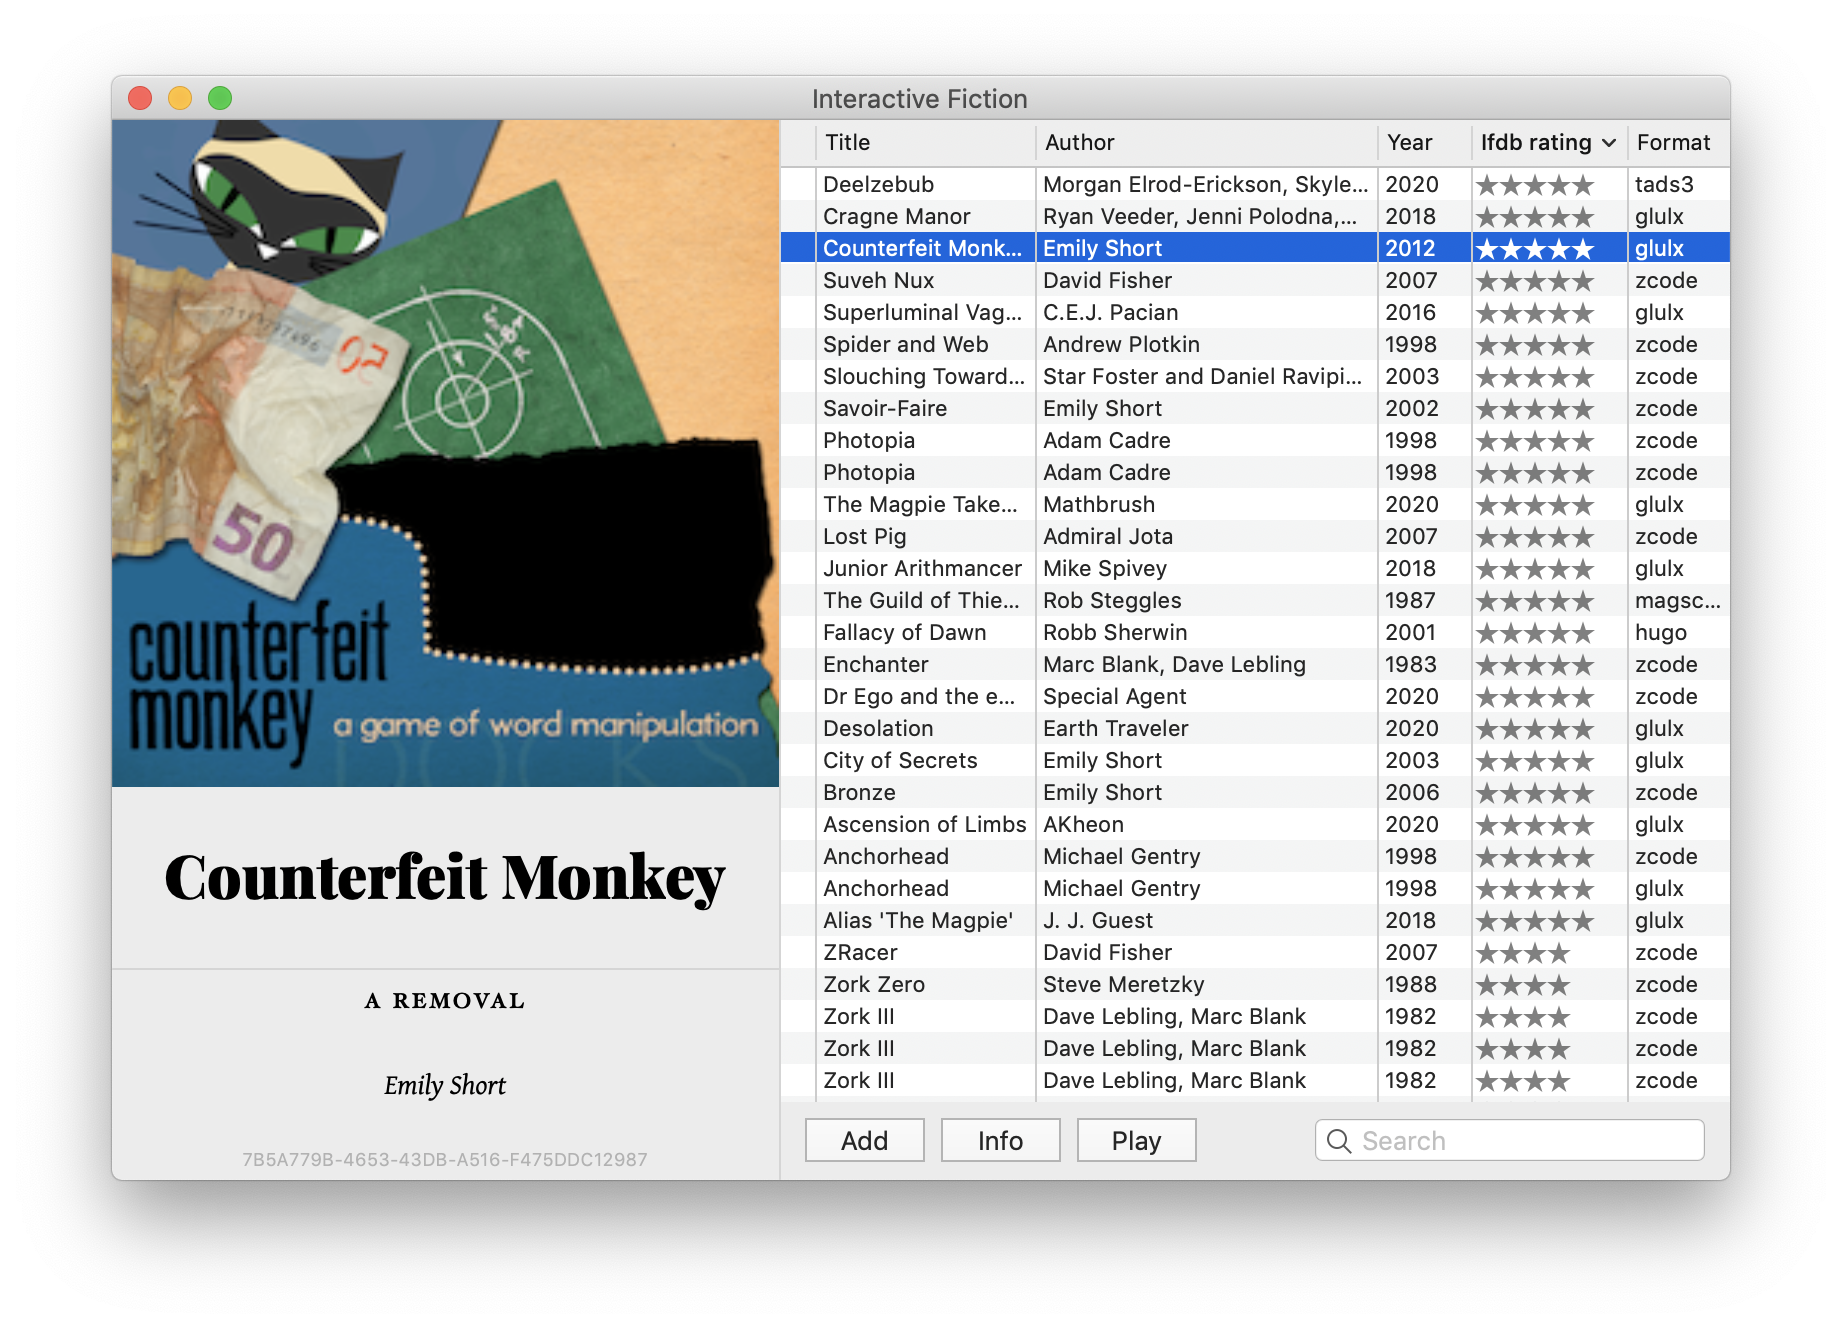 Interactive Fiction
50
counterfeit
monkey
a game of word manipulation
DOCKS
Counterfeit Monkey
A REMOVAL
Emily Short
7B5A779B-4653-43DB-A516-F475DDC12987
Title Author Year Ifdb rating Format
Deelzebub Morgan Elrod-Erickson, Skyle... 2020 ★★★★★ tads3
Cragne Manor Ryan Veeder, Jenni Polodna,... 2018 ★★★★★ glulx
Counterfeit Monk... Emily Short 2012 ★★★★★ glulx
Suveh Nux David Fisher 2007 ★★★★★ zcode
Superluminal Vag... C.E.J. Pacian 2016 ★★★★★ glulx
Spider and Web Andrew Plotkin 1998 ★★★★★ zcode
Slouching Toward... Star Foster and Daniel Ravipi... 2003 ★★★★★ zcode
Savoir-Faire Emily Short 2002 ★★★★★ zcode
Photopia Adam Cadre 1998 ★★★★★ zcode
Photopia Adam Cadre 1998 ★★★★★ zcode
The Magpie Take... Mathbrush 2020 ★★★★★ glulx
Lost Pig Admiral Jota 2007 ★★★★★ zcode
Junior Arithmancer Mike Spivey 2018 ★★★★★ glulx
The Guild of Thie... Rob Steggles 1987 ★★★★★ magsc...
Fallacy of Dawn Robb Sherwin 2001 ★★★★★ hugo
Enchanter Marc Blank, Dave Lebling 1983 ★★★★★ zcode
Dr Ego and the e... Special Agent 2020 ★★★★★ zcode
Desolation Earth Traveler 2020 ★★★★★ glulx
City of Secrets Emily Short 2003 ★★★★★ glulx
Bronze Emily Short 2006 ★★★★★ zcode
Ascension of Limbs AKheon 2020 ★★★★★ glulx
Anchorhead Michael Gentry 1998 ★★★★★ zcode
Anchorhead Michael Gentry 1998 ★★★★★ glulx
Alias 'The Magpie' J. J. Guest 2018 ★★★★★ glulx
ZRacer David Fisher 2007 ★★★★ zcode
Zork Zero Steve Meretzky 1988 ★★★★ zcode
Zork III Dave Lebling, Marc Blank 1982 ★★★★ zcode
Zork III Dave Lebling, Marc Blank 1982 ★★★★ zcode
Zork III Dave Lebling, Marc Blank 1982 ★★★★ zcode
Add Info Play Search